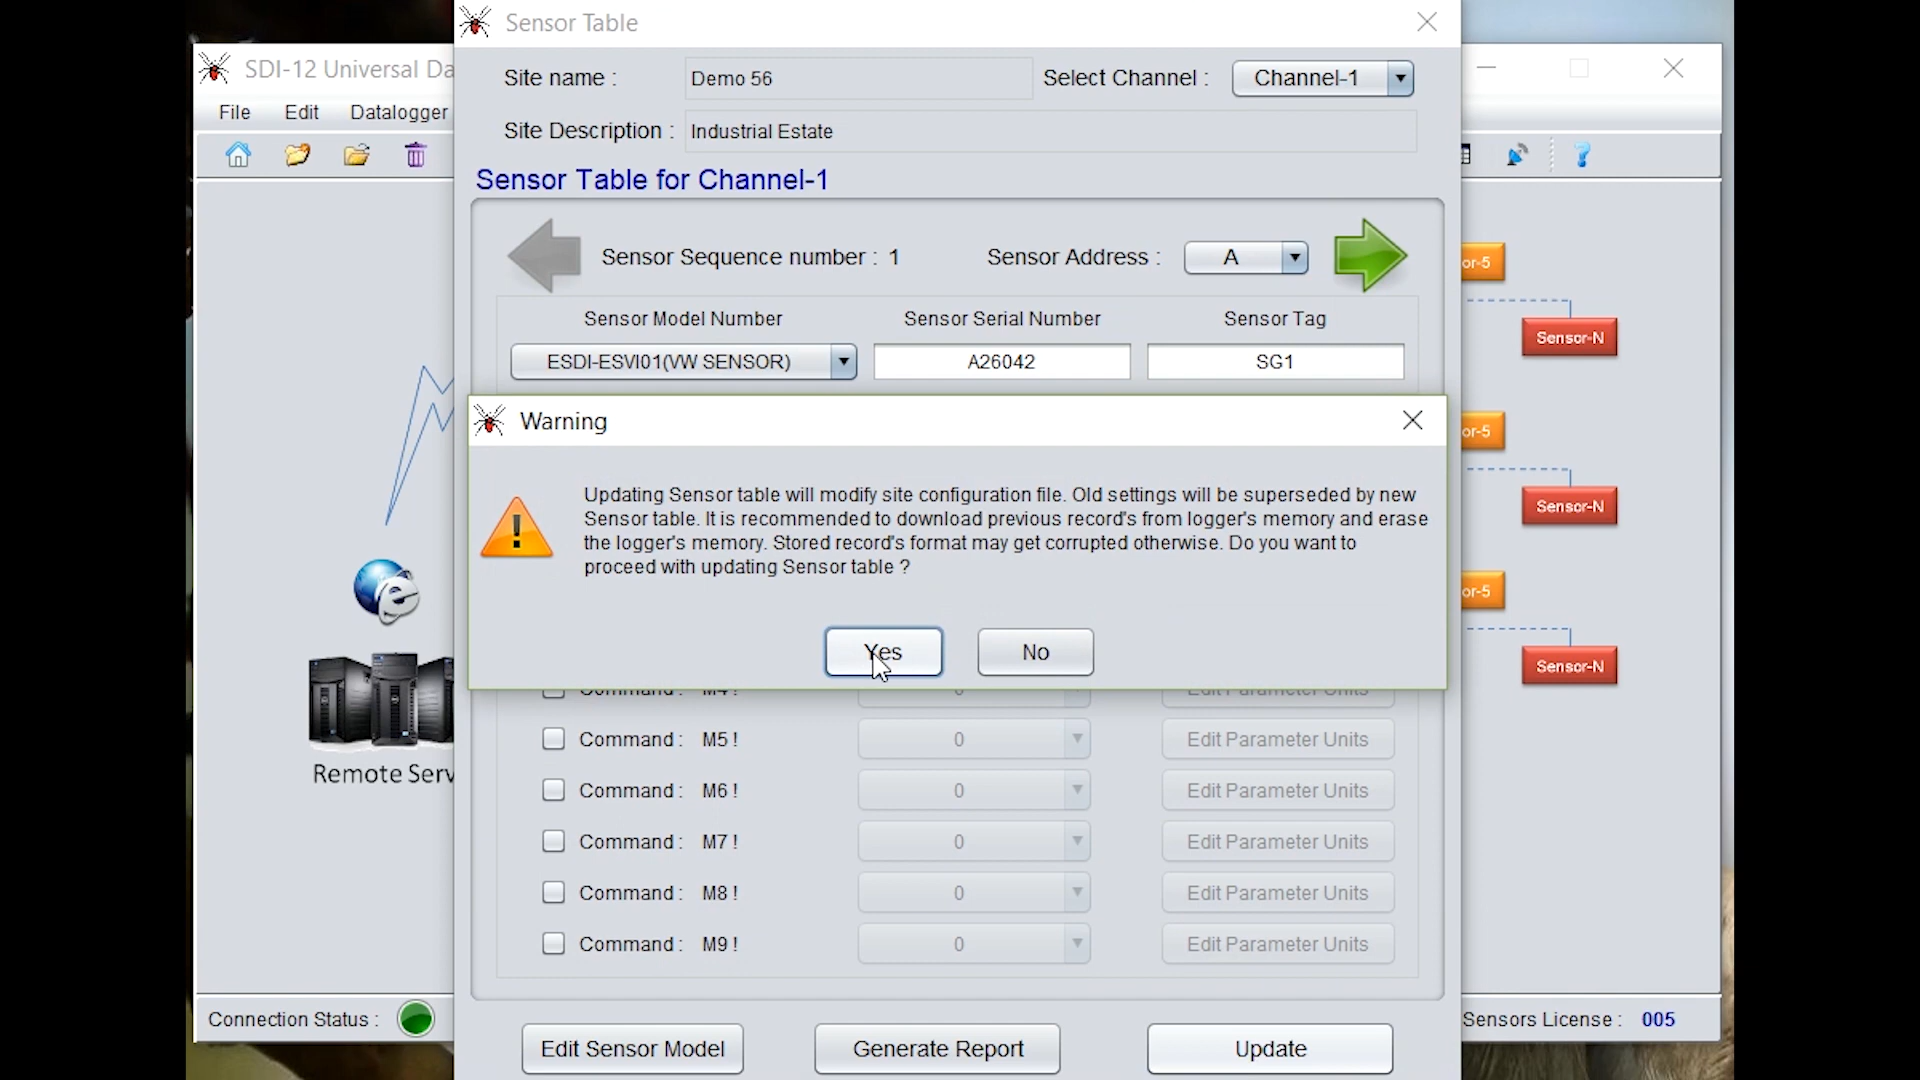 Sensor Table
SDI-12 Universal Da
Site name :
Demo 56
Select Channel :
Channel-1
File
Edit
Datalogger
Site Description :
Industrial Estate
Sensor Table for Channel-1
Sensor Sequence number : 1
Sensor Address :
A
or-5
Sensor Model Number
Sensor Serial Number
Sensor Tag
Sensor-N
ESDI-ESVI01(VW SENSOR)
A26042
SG1
Warning
or-5
Updating Sensor table will modify site configuration file. Old settings will be superseded by new
Sensor table. It is recommended to download previous record's from logger's memory and erase
the logger's memory. Stored record's format may get corrupted otherwise. Do you want to
proceed with updating Sensor table ?
Sensor-N
or-5
Yes
No
Sensor-N
Command : M4 !
0
Edit Parameter Units
Command : M5 !
0
Edit Parameter Units
Remote Serv
Command : M6 !
0
Edit Parameter Units
Command : M7 !
0
Edit Parameter Units
Command : M8 !
0
Edit Parameter Units
Command : M9 !
0
Edit Parameter Units
Connection Status :
Sensors License : 005
Edit Sensor Model
Generate Report
Update